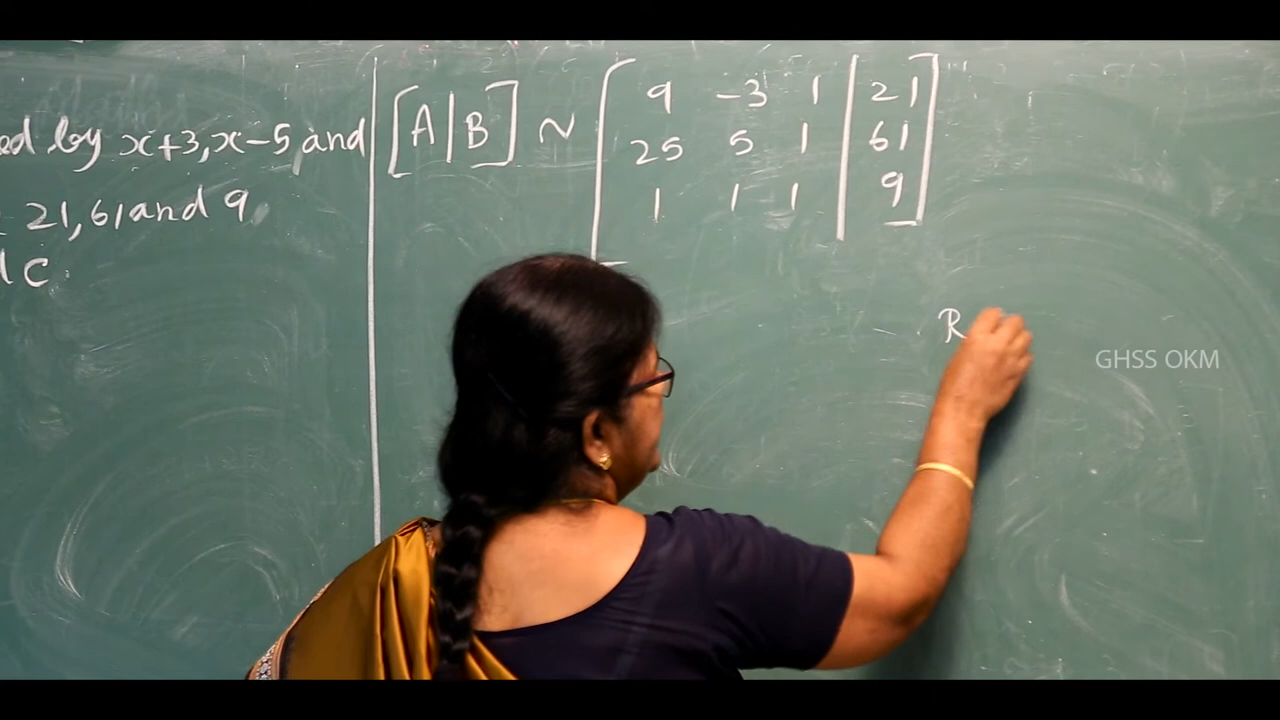 ed by x+3, x-5, and
21, 61 and 9.
d C.
[A|B] ~ [ 9 -3 1 | 21 ]
25 5 1 | 61
1 1 1 | 9
R
GHSS OKM